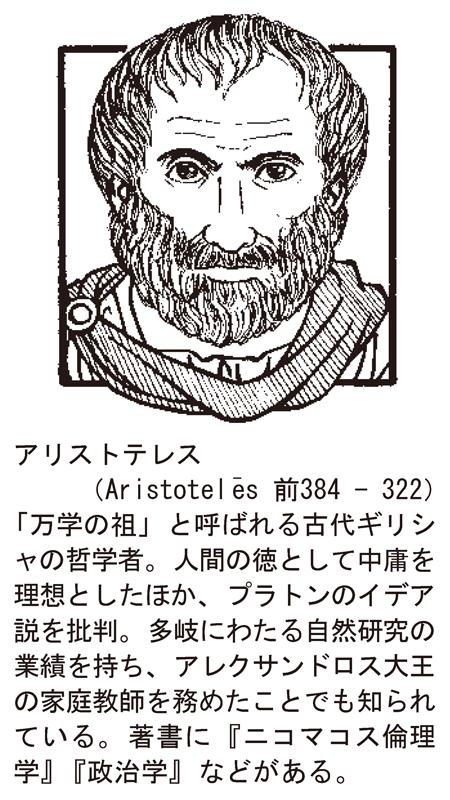 アリストテレス
（Aristotelēs 前384 − 322）
「万学の祖」と呼ばれる古代ギリシ
ャの哲学者。人間の徳として中庸を
理想としたほか、プラトンのイデア
説を批判。多岐にわたる自然研究の
業績を持ち、アレクサンドロス大王
の家庭教師を務めたことでも知られ
ている。著書に『ニコマコス倫理
学』『政治学』などがある。